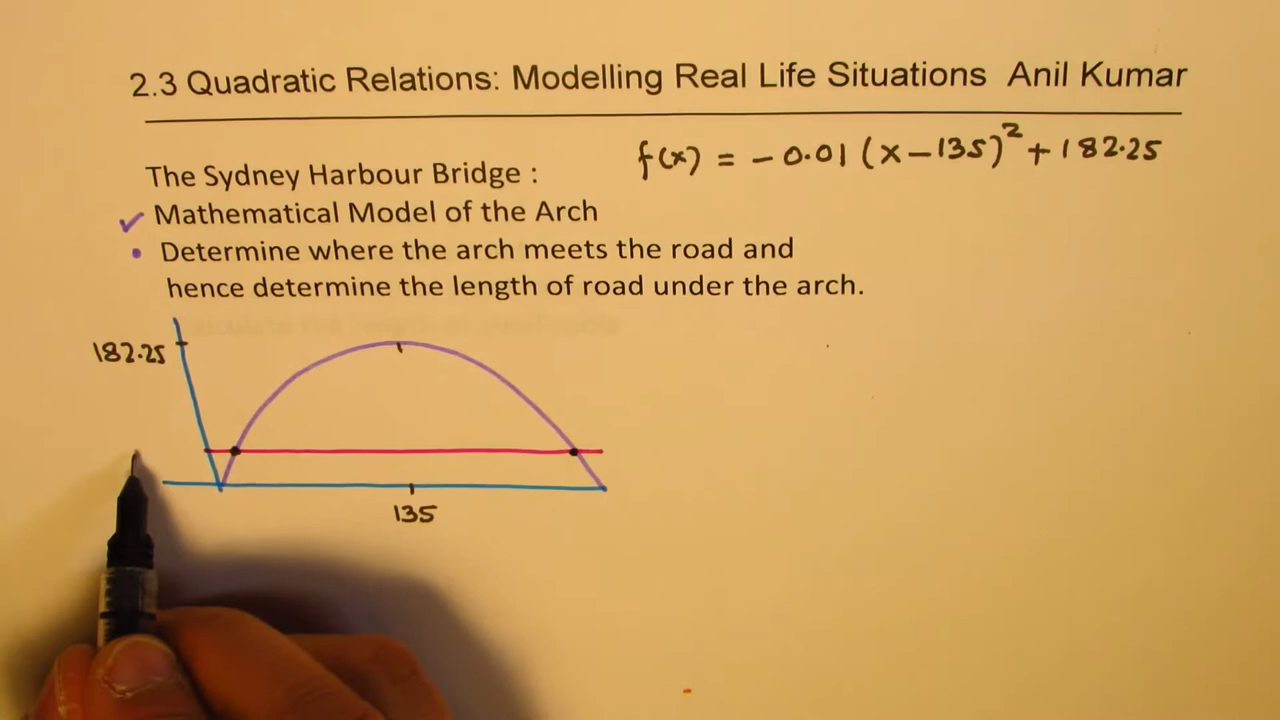 2.3 Quadratic Relations: Modelling Real Life Situations Anil Kumar
f(x) = -0.01 (x-135)² + 182.25
The Sydney Harbour Bridge :
✓ Mathematical Model of the Arch
• Determine where the arch meets the road and
hence determine the length of road under the arch.
182.25
135